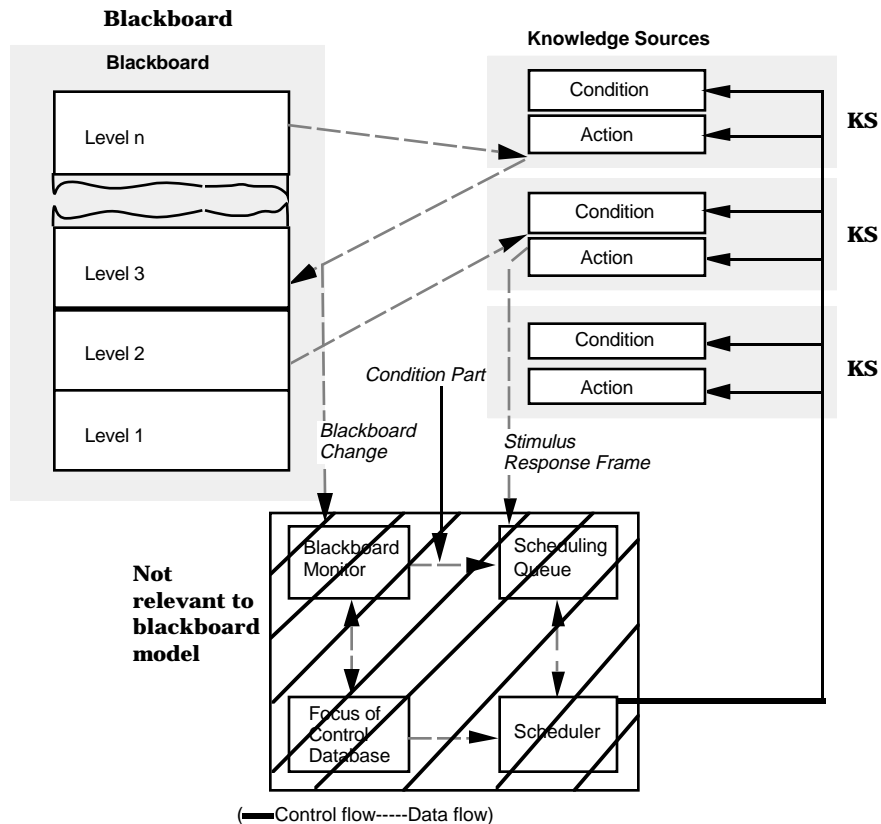 Blackboard
Blackboard
Level n
Level 3
Level 2
Level 1
Knowledge Sources
Condition
Action
KS
Condition
Action
KS
Condition
Action
KS
Condition Part
Blackboard
Change
Stimulus
Response Frame
Not
relevant to
blackboard
model
Blackboard
Monitor
Scheduling
Queue
Focus of
Control
Database
Scheduler
(Control flow-----Data flow)